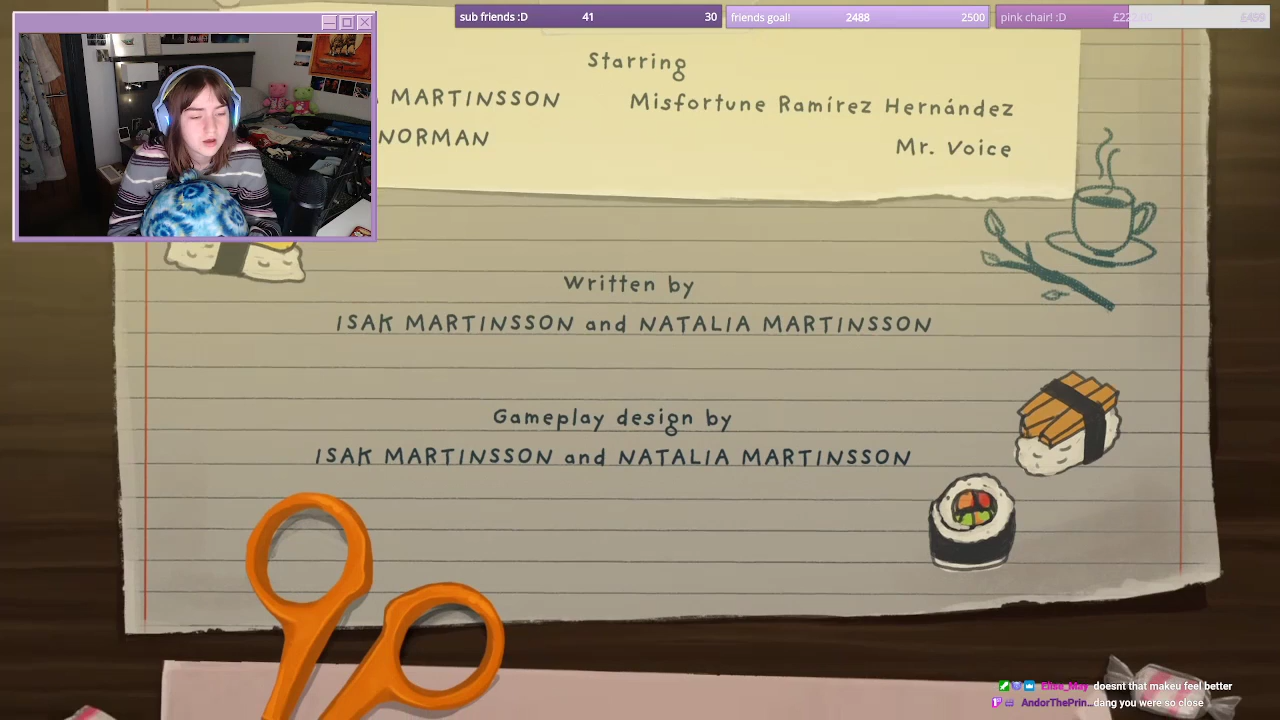 sub friends :D 41 30
friends goal! 2488 2500
pink chair! :D
Starring
MARTINSSON
Misfortune Ramírez Hernández
NORMAN
Mr. Voice
Written by
ISAK MARTINSSON and NATALIA MARTINSSON
Gameplay design by
ISAK MARTINSSON and NATALIA MARTINSSON
Elise_May doesnt that makeu feel better
AndorThePrin... dang you were so close